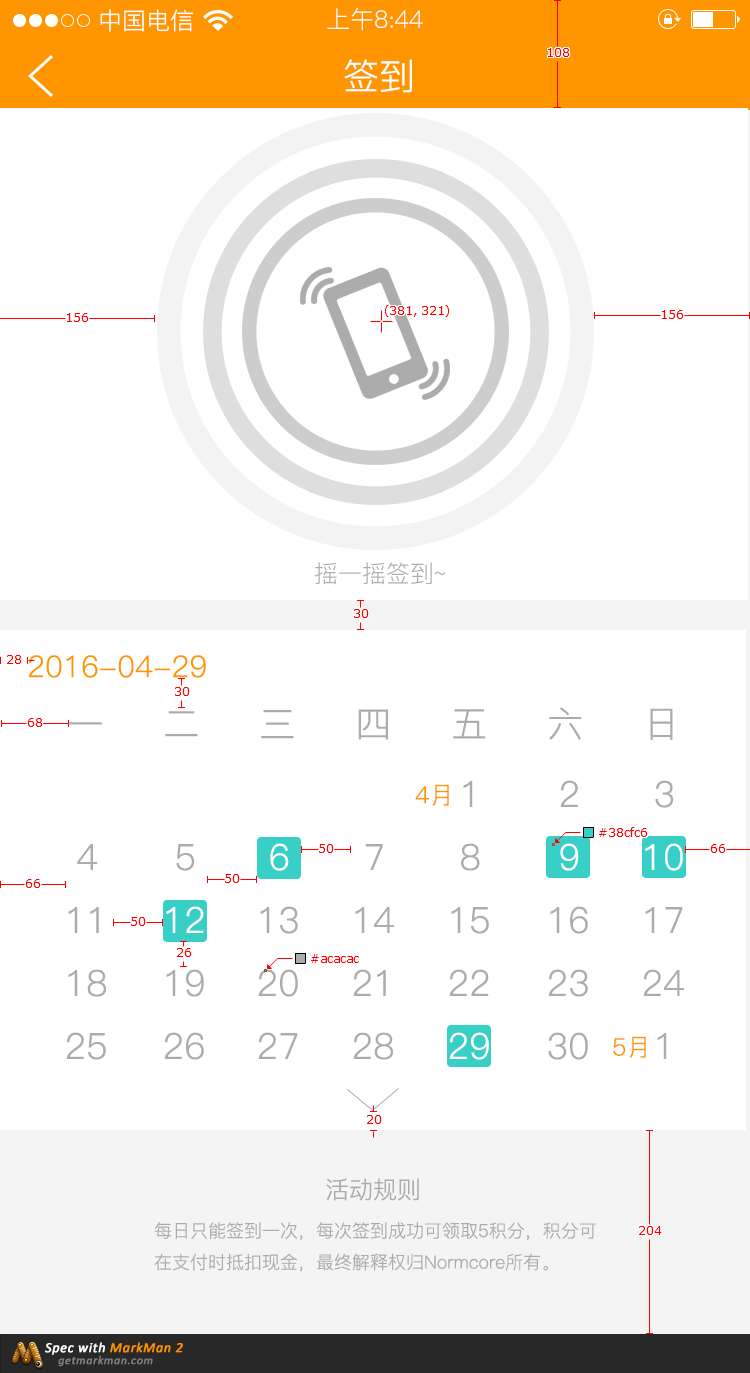 中国电信 上午8:44
108
签到
(381, 321)
156 156
摇一摇签到~
30
28 2016-04-29
30
68 一 二 三 四 五 六 日
4月 1 2 3
#38cfc6
4 5 6 50 7 8 9 10 66
66 50
11 50 12 13 14 15 16 17
26 #acacac
18 19 20 21 22 23 24
25 26 27 28 29 30 5月 1
20
活动规则
每日只能签到一次，每次签到成功可领取5积分，积分可
在支付时抵扣现金，最终解释权归Normcore所有。
204
Spec with MarkMan 2
getmarkman.com